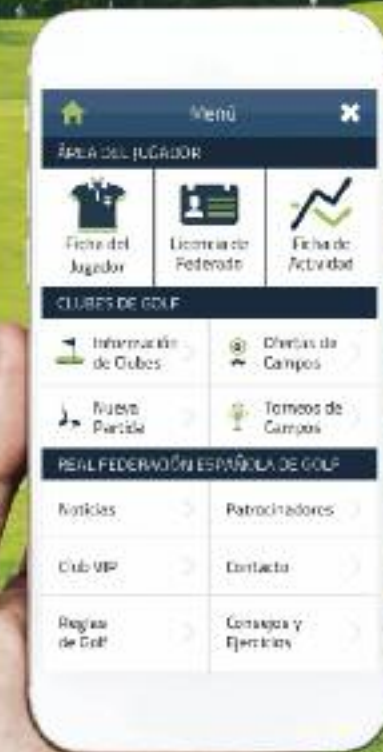 Menú
ÁREA DEL JUGADOR
Ficha del
Jugador
Licencia de
Federado
Ficha de
Actividad
CLUBES DE GOLF
Información
de Clubes
Ofertas de
Campos
Nueva
Partida
Torneos de
Campos
REAL FEDERACIÓN ESPAÑOLA DE GOLF
Noticias
Patrocinadores
Club VIP
Contacto
Reglas
de Golf
Consejos y
Ejercicios